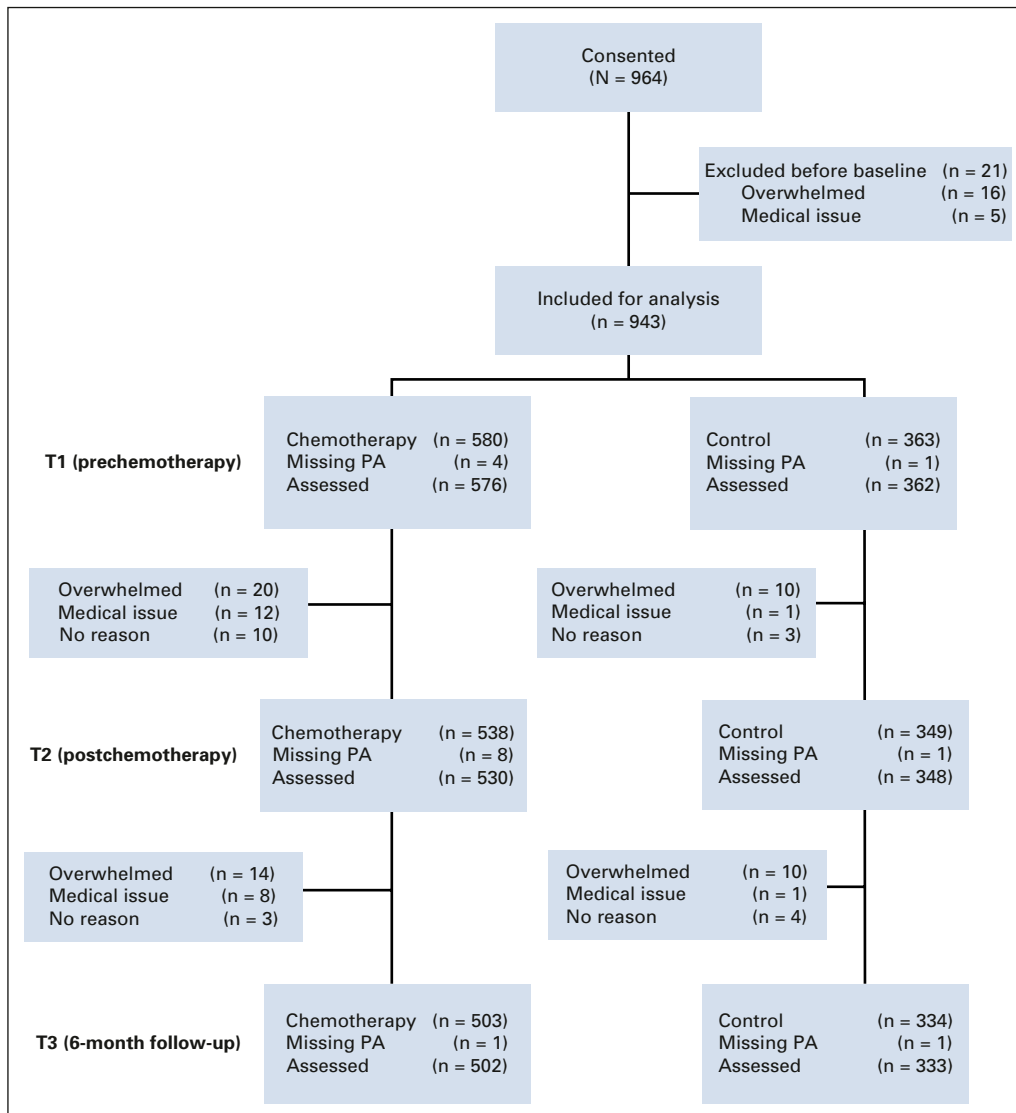 Consented
(N = 964)
Excluded before baseline (n = 21)
Overwhelmed (n = 16)
Medical issue (n = 5)
Included for analysis
(n = 943)
T1 (prechemotherapy)
Chemotherapy (n = 580)
Missing PA (n = 4)
Assessed (n = 576)
Control (n = 363)
Missing PA (n = 1)
Assessed (n = 362)
Overwhelmed (n = 20)
Medical issue (n = 12)
No reason (n = 10)
Overwhelmed (n = 10)
Medical issue (n = 1)
No reason (n = 3)
T2 (postchemotherapy)
Chemotherapy (n = 538)
Missing PA (n = 8)
Assessed (n = 530)
Control (n = 349)
Missing PA (n = 1)
Assessed (n = 348)
Overwhelmed (n = 14)
Medical issue (n = 8)
No reason (n = 3)
Overwhelmed (n = 10)
Medical issue (n = 1)
No reason (n = 4)
T3 (6-month follow-up)
Chemotherapy (n = 503)
Missing PA (n = 1)
Assessed (n = 502)
Control (n = 334)
Missing PA (n = 1)
Assessed (n = 333)